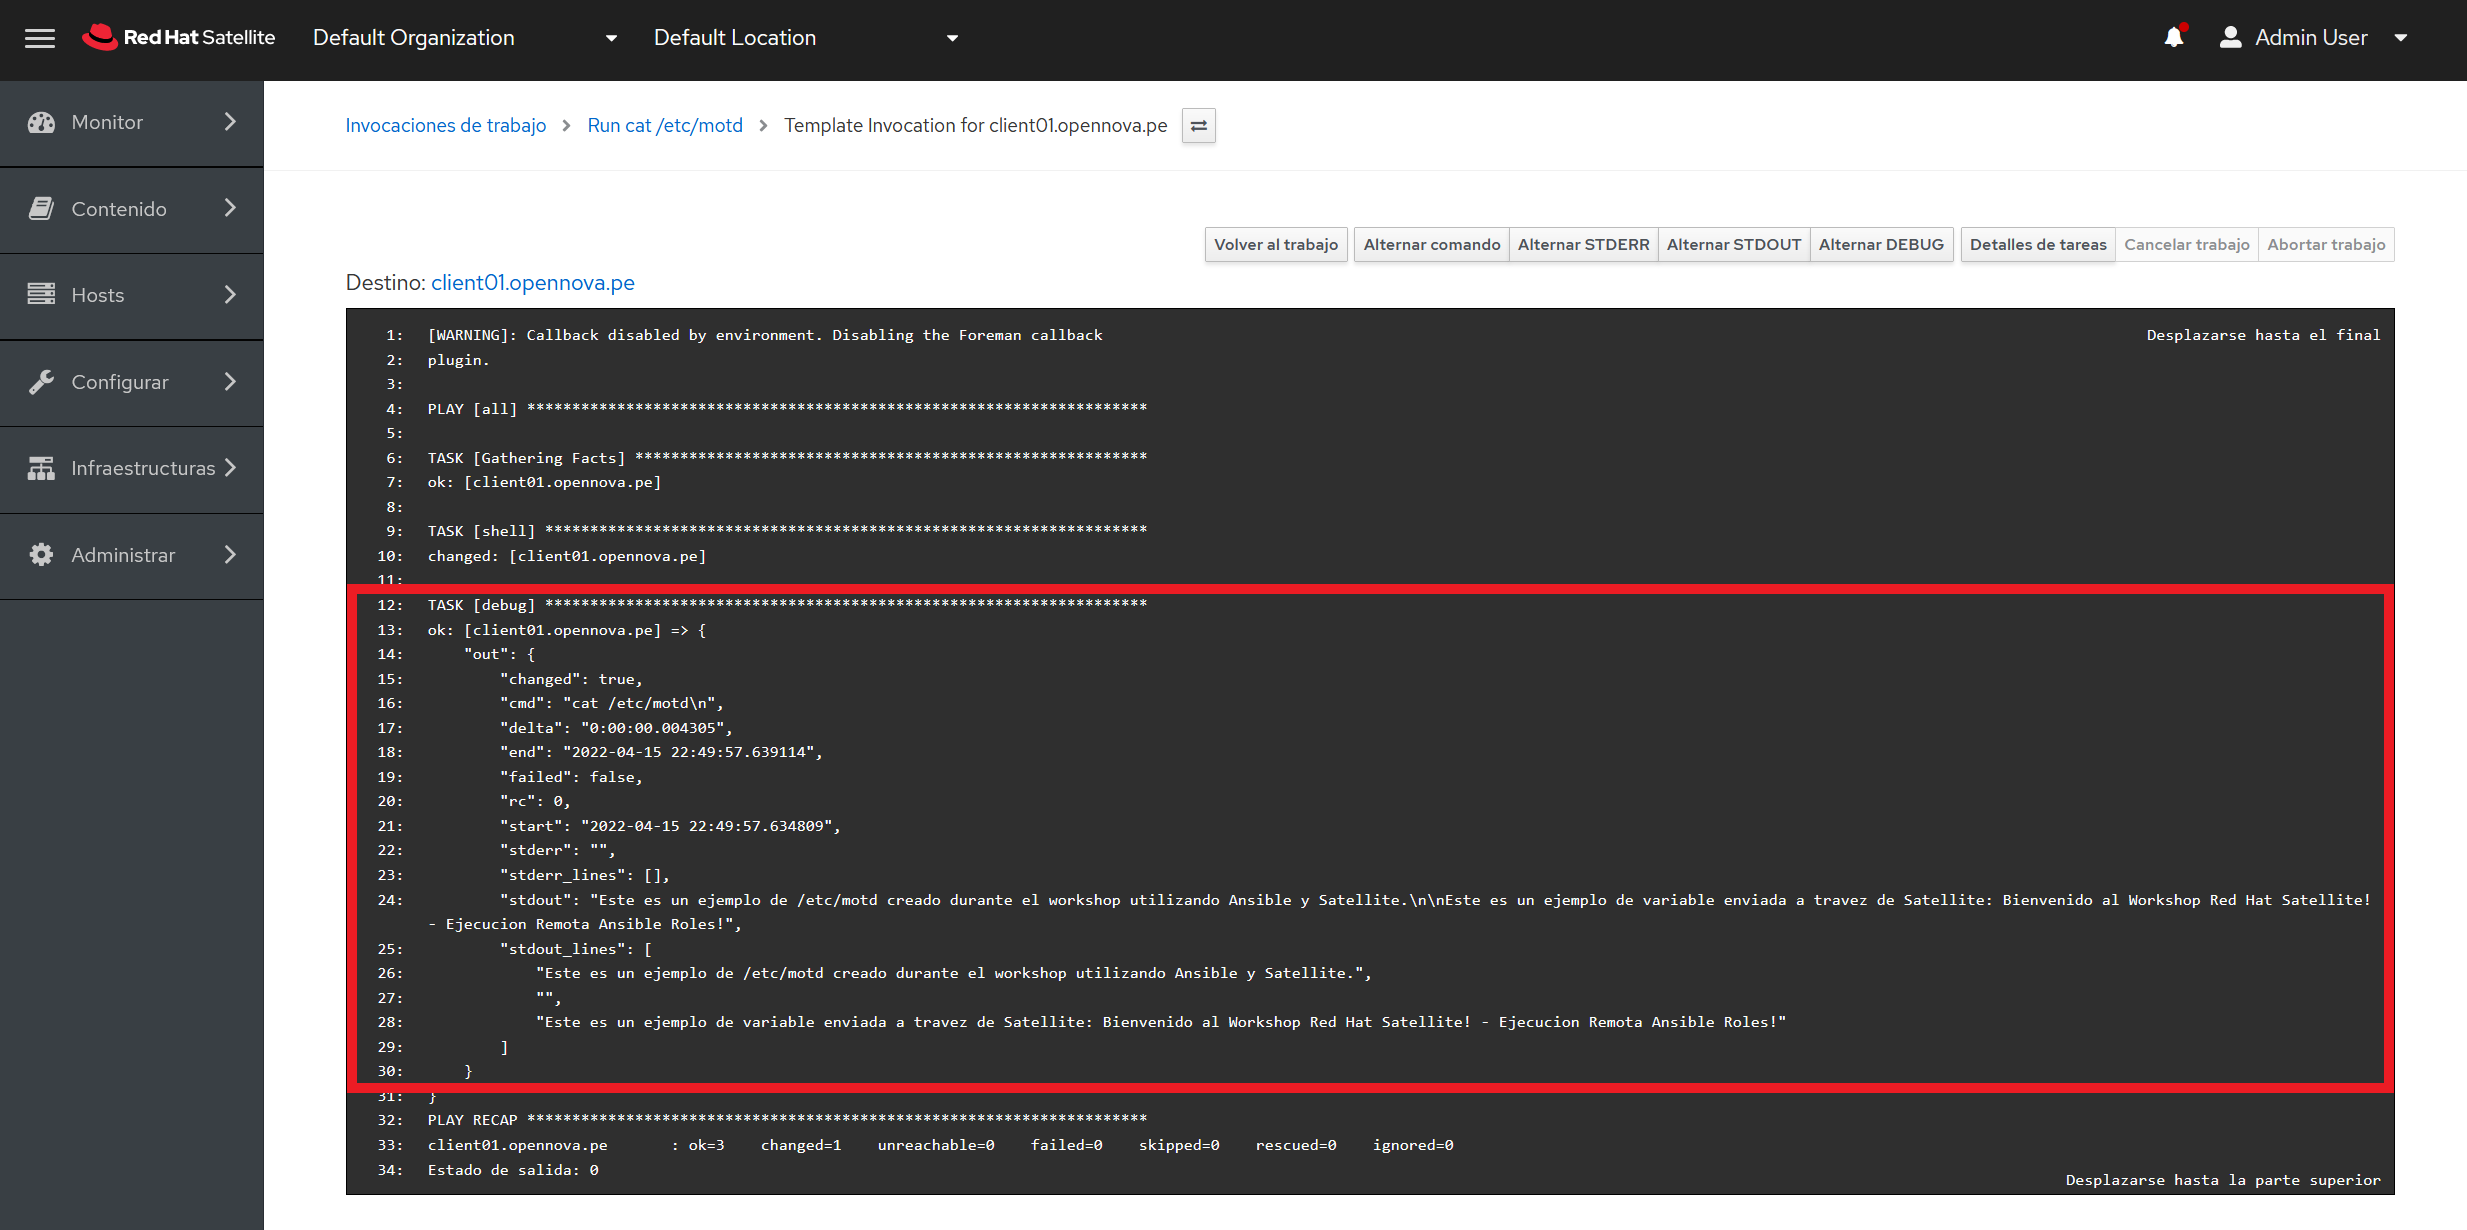 Red Hat Satellite Default Organization Default Location Admin User
Monitor
Contenido
Hosts
Configurar
Infraestructuras
Administrar
Invocaciones de trabajo > Run cat /etc/motd > Template Invocation for client01.opennova.pe
Volver al trabajo Alternar comando Alternar STDERR Alternar STDOUT Alternar DEBUG Detalles de tareas Cancelar trabajo Abortar trabajo
Destino: client01.opennova.pe
Desplazarse hasta el final
1: [WARNING]: Callback disabled by environment. Disabling the Foreman callback
2: plugin.
3:
4: PLAY [all] *********************************************************************
5:
6: TASK [Gathering Facts] *********************************************************
7: ok: [client01.opennova.pe]
8:
9: TASK [shell] *******************************************************************
10: changed: [client01.opennova.pe]
11:
12: TASK [debug] *******************************************************************
13: ok: [client01.opennova.pe] => {
14:     "out": {
15:         "changed": true,
16:         "cmd": "cat /etc/motd\n",
17:         "delta": "0:00:00.004305",
18:         "end": "2022-04-15 22:49:57.639114",
19:         "failed": false,
20:         "rc": 0,
21:         "start": "2022-04-15 22:49:57.634809",
22:         "stderr": "",
23:         "stderr_lines": [],
24:         "stdout": "Este es un ejemplo de /etc/motd creado durante el workshop utilizando Ansible y Satellite.\n\nEste es un ejemplo de variable enviada a travez de Satellite: Bienvenido al Workshop Red Hat Satellite!
- Ejecucion Remota Ansible Roles!",
25:         "stdout_lines": [
26:             "Este es un ejemplo de /etc/motd creado durante el workshop utilizando Ansible y Satellite.",
27:             "",
28:             "Este es un ejemplo de variable enviada a travez de Satellite: Bienvenido al Workshop Red Hat Satellite! - Ejecucion Remota Ansible Roles!"
29:         ]
30:     }
31: }
32: PLAY RECAP *********************************************************************
33: client01.opennova.pe       : ok=3    changed=1    unreachable=0    failed=0    skipped=0    rescued=0    ignored=0
34: Estado de salida: 0
Desplazarse hasta la parte superior